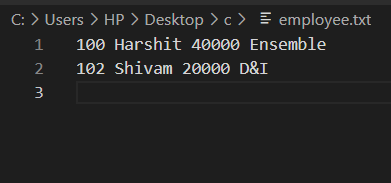 C: > Users > HP > Desktop > c > employee.txt
1 100 Harshit 40000 Ensemble
2 102 Shivam 20000 D&I
3